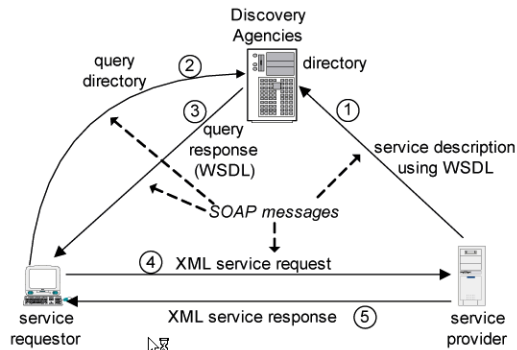 Discovery
Agencies
directory
query
directory
2
1
3
query
response
(WSDL)
service description
using WSDL
SOAP messages
4
XML service request
XML service response
5
service
requestor
service
provider